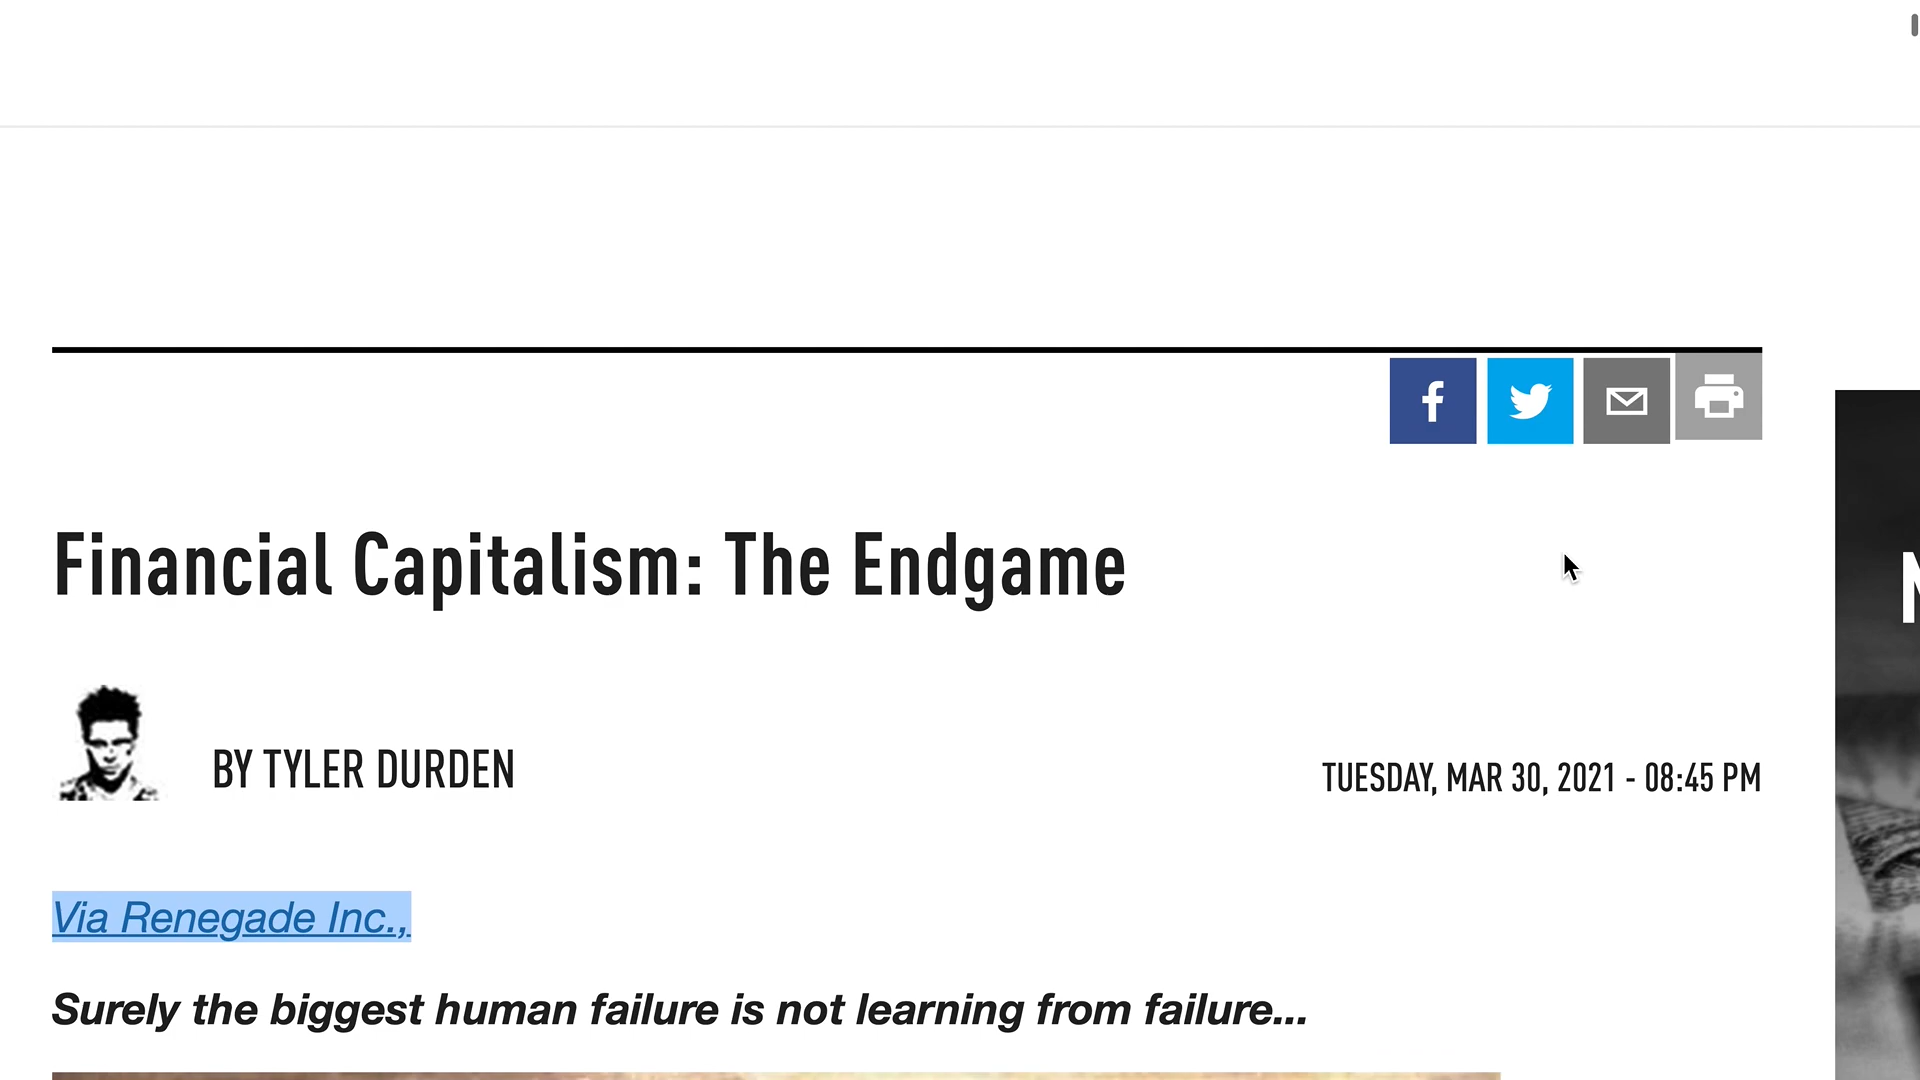 Financial Capitalism: The Endgame
BY TYLER DURDEN
TUESDAY, MAR 30, 2021 - 08:45 PM
Via Renegade Inc.,
Surely the biggest human failure is not learning from failure...